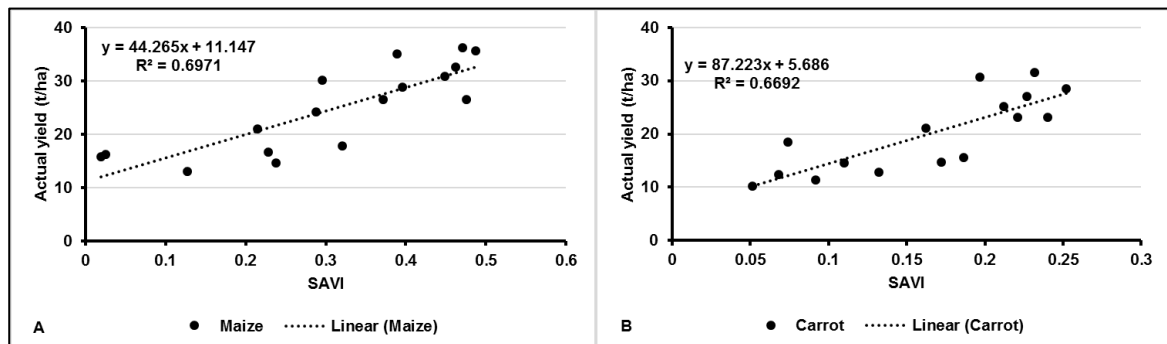 y = 44.265x + 11.147
R² = 0.6971
Actual yield (t/ha)
40
30
20
10
0
0 0.1 0.2 0.3 0.4 0.5 0.6
SAVI
A
Maize Linear (Maize)
y = 87.223x + 5.686
R² = 0.6692
Actual yield (t/ha)
40
30
20
10
0
0 0.05 0.1 0.15 0.2 0.25 0.3
SAVI
B
Carrot Linear (Carrot)